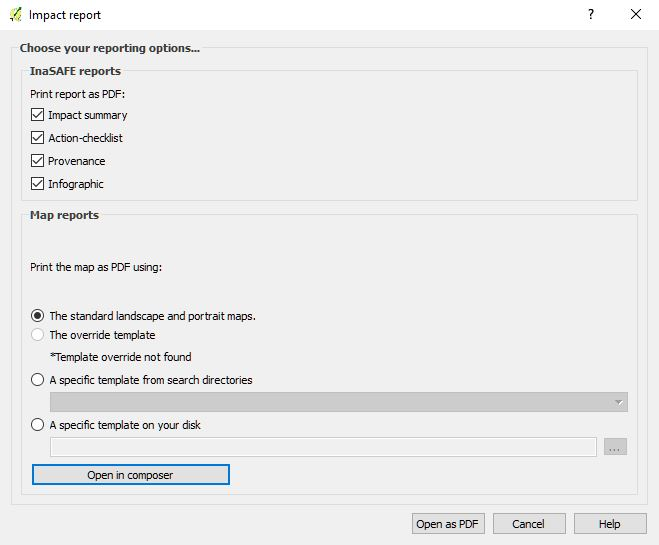 Impact report
Choose your reporting options...
InaSAFE reports
Print report as PDF:
Impact summary
Action-checklist
Provenance
Infographic
Map reports
Print the map as PDF using:
The standard landscape and portrait maps.
The override template
*Template override not found
A specific template from search directories
A specific template on your disk
...
Open in composer
Open as PDF Cancel Help